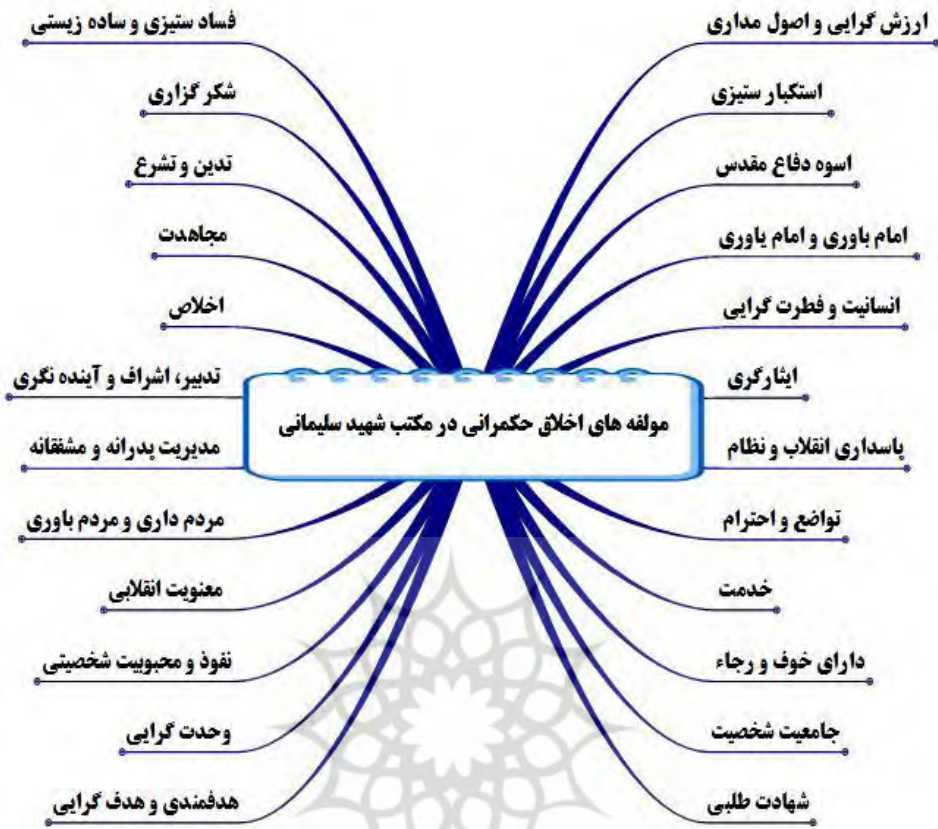 ارزش گرایی و اصول مداری
استکبار ستیزی
اسوه دفاع مقدس
امام باوری و امام یاوری
انسانیت و فطرت گرایی
ایثارگری
پاسداری انقلاب و نظام
تواضع و احترام
خدمت
دارای خوف و رجاء
جامعیت شخصیت
شهادت طلبی
مولفه های اخلاق حکمرانی در مکتب شهید سلیمانی
فساد ستیزی و ساده زیستی
شکر گزاری
تدین و تشرع
مجاهدت
اخلاص
تدبیر، اشراف و آینده نگری
مدیریت پدرانه و مشفقانه
مردم داری و مردم باوری
معنویت انقلابی
نفوذ و محبوبیت شخصیتی
وحدت گرایی
هدفمندی و هدف گرایی